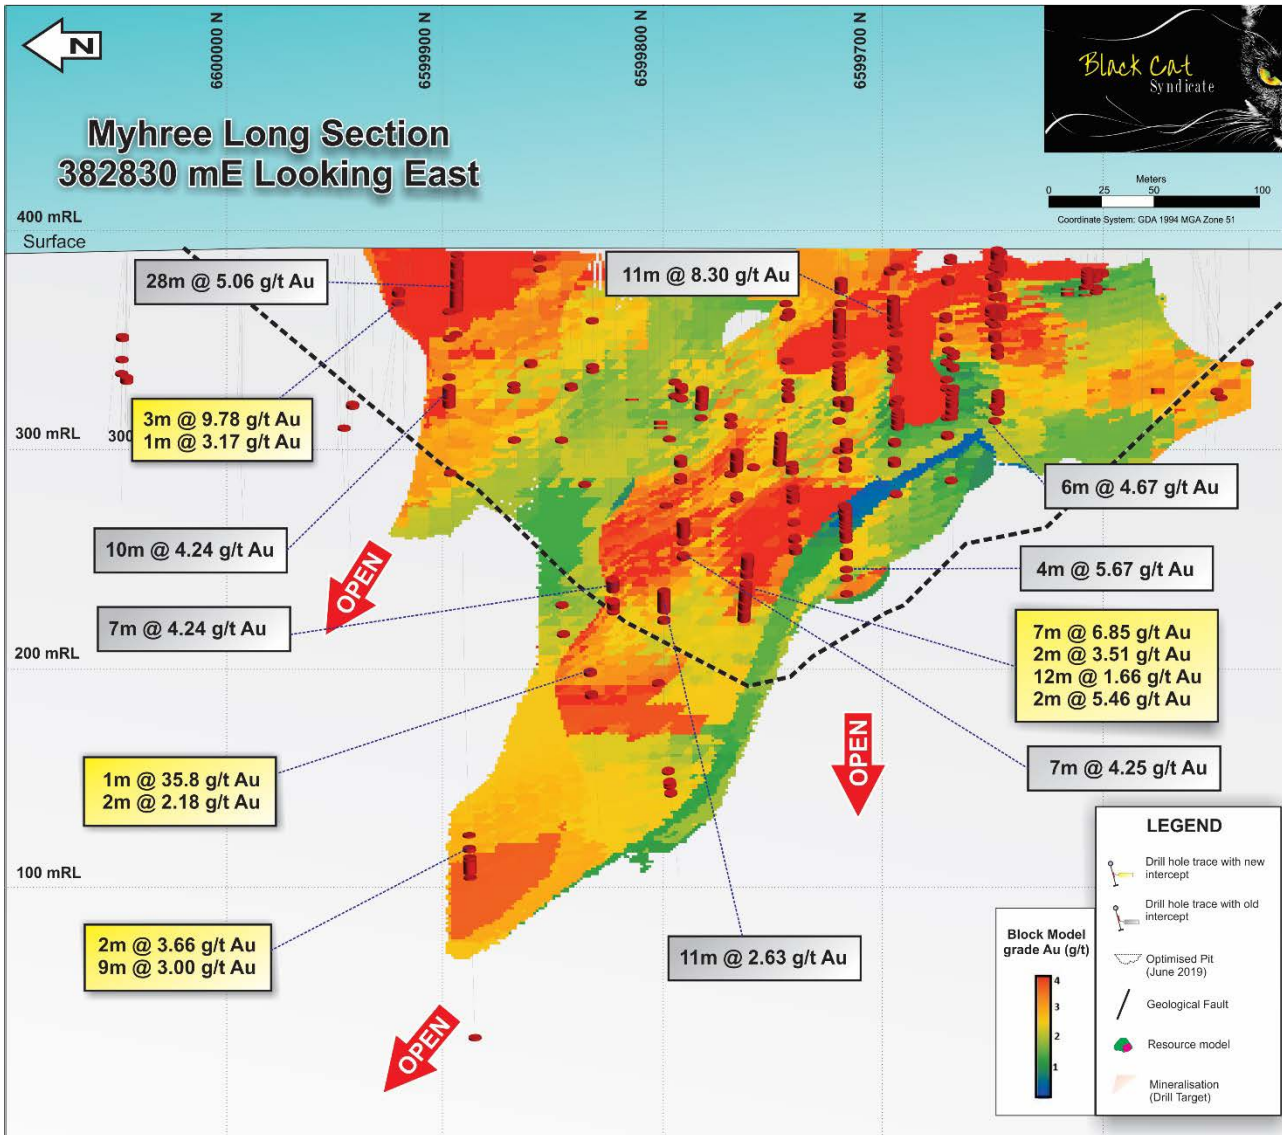 N
6600000 N
6599900 N
6599800 N
6599700 N
Black Cat
Syndicate
Myhree Long Section
382830 mE Looking East
Meters
0 25 50 100
Coordinate System: GDA 1994 MGA Zone 51
400 mRL
Surface
28m @ 5.06 g/t Au
11m @ 8.30 g/t Au
3m @ 9.78 g/t Au
1m @ 3.17 g/t Au
300 mRL
30
6m @ 4.67 g/t Au
10m @ 4.24 g/t Au
OPEN
4m @ 5.67 g/t Au
7m @ 4.24 g/t Au
7m @ 6.85 g/t Au
2m @ 3.51 g/t Au
12m @ 1.66 g/t Au
2m @ 5.46 g/t Au
200 mRL
OPEN
7m @ 4.25 g/t Au
1m @ 35.8 g/t Au
2m @ 2.18 g/t Au
100 mRL
2m @ 3.66 g/t Au
9m @ 3.00 g/t Au
11m @ 2.63 g/t Au
OPEN
Block Model
grade Au (g/t)
4
3
2
1
LEGEND
Drill hole trace with new
intercept
Drill hole trace with old
intercept
Optimised Pit
(June 2019)
Geological Fault
Resource model
Mineralisation
(Drill Target)